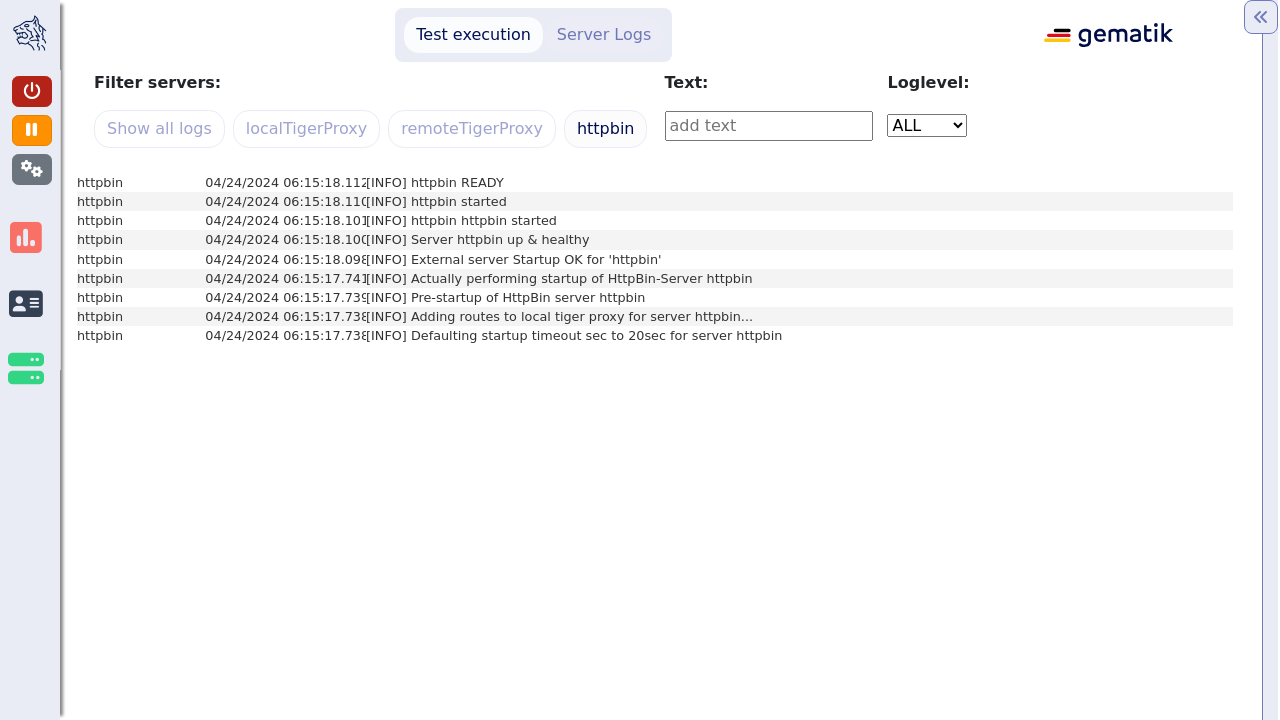 Test execution Server Logs
gematik
Filter servers: Text: Loglevel:
Show all logs localTigerProxy remoteTigerProxy httpbin add text ALL
httpbin 04/24/2024 06:15:18.112 [INFO] httpbin READY
httpbin 04/24/2024 06:15:18.110 [INFO] httpbin started
httpbin 04/24/2024 06:15:18.101 [INFO] httpbin httpbin started
httpbin 04/24/2024 06:15:18.100 [INFO] Server httpbin up & healthy
httpbin 04/24/2024 06:15:18.098 [INFO] External server Startup OK for 'httpbin'
httpbin 04/24/2024 06:15:17.741 [INFO] Actually performing startup of HttpBin-Server httpbin
httpbin 04/24/2024 06:15:17.739 [INFO] Pre-startup of HttpBin server httpbin
httpbin 04/24/2024 06:15:17.738 [INFO] Adding routes to local tiger proxy for server httpbin...
httpbin 04/24/2024 06:15:17.738 [INFO] Defaulting startup timeout sec to 20sec for server httpbin